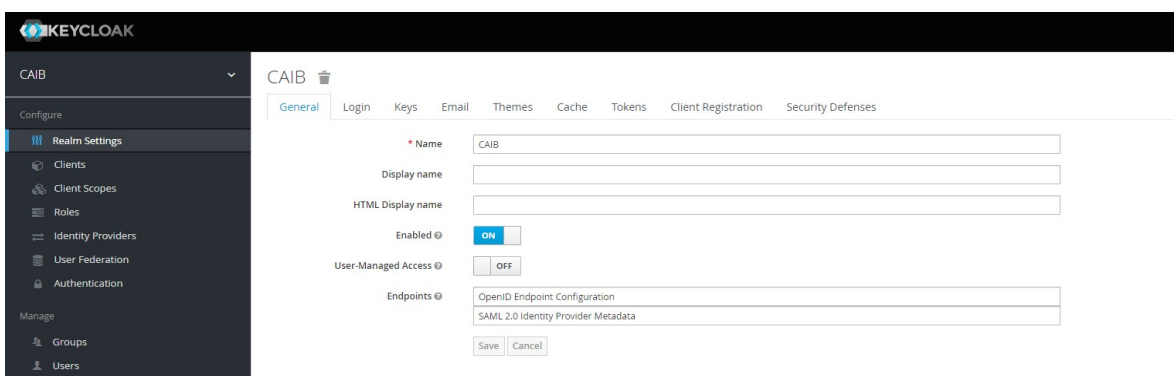 KEYCLOAK
CAIB
Configure
Realm Settings
Clients
Client Scopes
Roles
Identity Providers
User Federation
Authentication
Manage
Groups
Users
CAIB
General Login Keys Email Themes Cache Tokens Client Registration Security Defenses
* Name CAIB
Display name
HTML Display name
Enabled ON
User-Managed Access OFF
Endpoints OpenID Endpoint Configuration
SAML 2.0 Identity Provider Metadata
Save Cancel